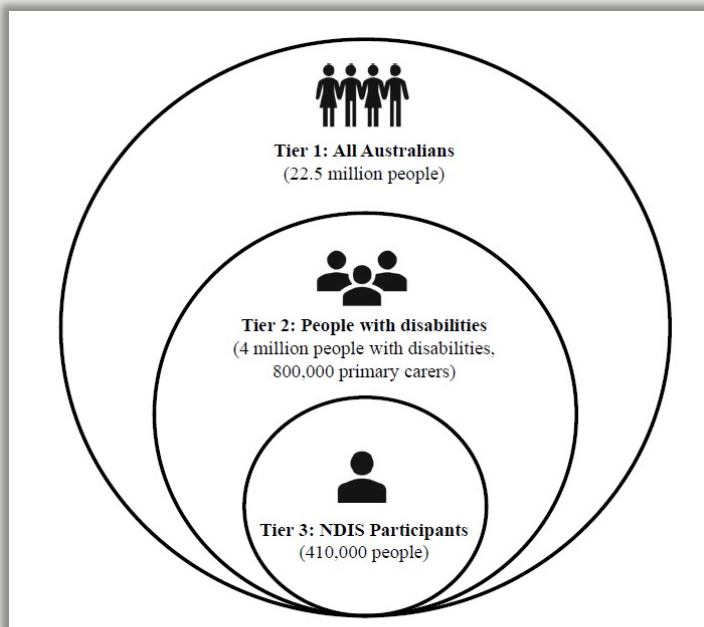 Tier 1: All Australians
(22.5 million people)
Tier 2: People with disabilities
(4 million people with disabilities,
800,000 primary carers)
Tier 3: NDIS Participants
(410,000 people)